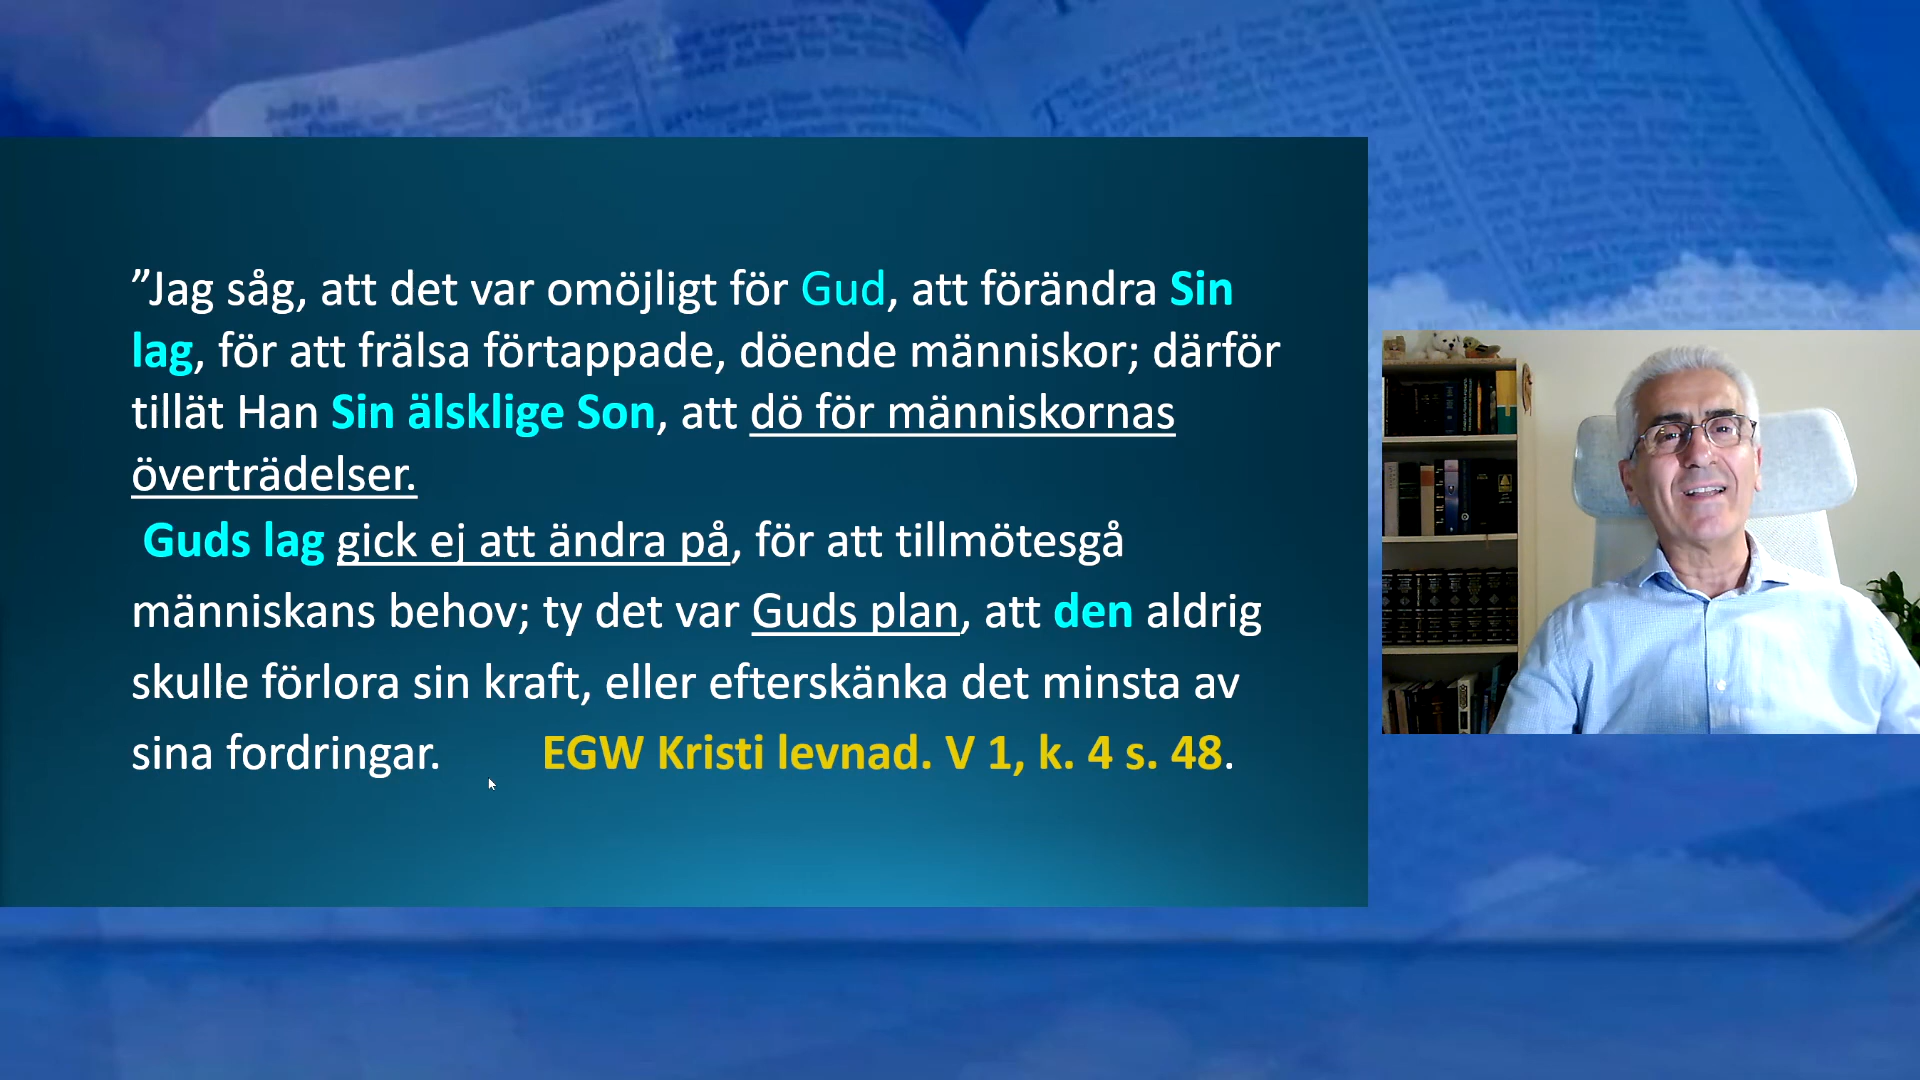 ”Jag såg, att det var omöjligt för Gud, att förändra Sin
lag, för att frälsa förtappade, döende människor; därför
tillät Han Sin älsklige Son, att dö för människornas
överträdelser.
Guds lag gick ej att ändra på, för att tillmötesgå
människans behov; ty det var Guds plan, att den aldrig
skulle förlora sin kraft, eller efterskänka det minsta av
sina fordringar. EGW Kristi levnad. V 1, k. 4 s. 48.